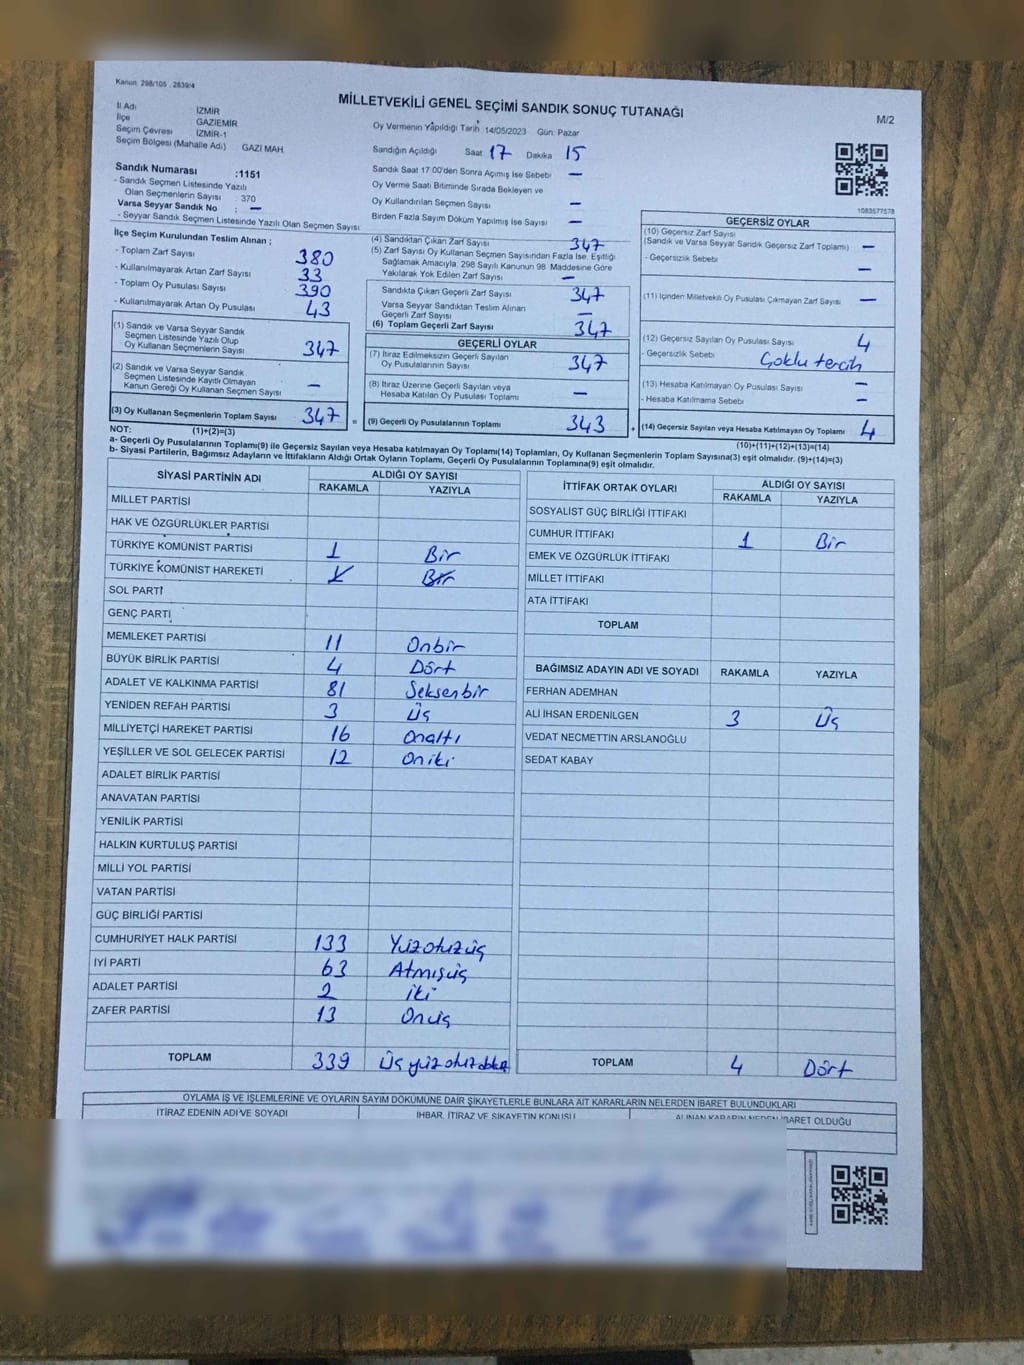 Kanun: 298/105 , 2839/4
MİLLETVEKİLİ GENEL SEÇİMİ SANDIK SONUÇ TUTANAĞI
M/2
İl Adı İZMİR
İlçe GAZİEMİR
Seçim Çevresi İZMİR-1
Seçim Bölgesi (Mahalle Adı) GAZİ MAH.
Oy Vermenin Yapıldığı Tarih 14/05/2023 Gün: Pazar
Sandığın Açıldığı Saat 17 Dakika 15
Sandık Saat 17:00'den Sonra Açımış İse Sebebi —
Oy Verme Saati Bitiminde Sırada Bekleyen ve
Oy Kullandırılan Seçmen Sayısı —
Birden Fazla Sayım Döküm Yapılmış İse Sayısı —
Sandık Numarası :1151
- Sandık Seçmen Listesinde Yazılı
Olan Seçmenlerin Sayısı : 370
Varsa Seyyar Sandık No : —
- Seyyar Sandık Seçmen Listesinde Yazılı Olan Seçmen Sayısı:
1083577578
İlçe Seçim Kurulundan Teslim Alınan ;
- Toplam Zarf Sayısı 380
- Kullanılmayarak Artan Zarf Sayısı 33
- Toplam Oy Pusulası Sayısı 390
- Kullanılmayarak Artan Oy Pusulası 43
(1) Sandık ve Varsa Seyyar Sandık
Seçmen Listesinde Yazılı Olup
Oy Kullanan Seçmenlerin Sayısı 347
(2) Sandık ve Varsa Seyyar Sandık
Seçmen Listesinde Kayıtlı Olmayan
Kanun Gereği Oy Kullanan Seçmen Sayısı —
(3) Oy Kullanan Seçmenlerin Toplam Sayısı 347 =
(4) Sandıktan Çıkan Zarf Sayısı 347
(5) Zarf Sayısı Oy Kullanan Seçmen Sayısından Fazla İse, Eşitliği
Sağlamak Amacıyla, 298 Sayılı Kanunun 98. Maddesine Göre
Yakılarak Yok Edilen Zarf Sayısı —
Sandıkta Çıkan Geçerli Zarf Sayısı 347
Varsa Seyyar Sandıktan Teslim Alınan
Geçerli Zarf Sayısı —
(6) Toplam Geçerli Zarf Sayısı 347
GEÇERLİ OYLAR
(7) İtiraz Edilmeksizin Geçerli Sayılan
Oy Pusulalarının Sayısı 347
(8) İtiraz Üzerine Geçerli Sayılan veya
Hesaba Katılan Oy Pusulası Toplamı —
(9) Geçerli Oy Pusulalarının Toplamı 343 +
GEÇERSİZ OYLAR
(10) Geçersiz Zarf Sayısı
(Sandık ve Varsa Seyyar Sandık Geçersiz Zarf Toplamı) —
- Geçersizlik Sebebi —
(11) İçinden Milletvekili Oy Pusulası Çıkmayan Zarf Sayısı —
(12) Geçersiz Sayılan Oy Pusulası Sayısı 4
- Geçersizlik Sebebi Çoklu tercih
(13) Hesaba Katılmayan Oy Pusulası Sayısı —
- Hesaba Katılmama Sebebi —
(14) Geçersiz Sayılan veya Hesaba Katılmayan Oy Toplamı 4
NOT: (1)+(2)=(3)
(10)+(11)+(12)+(13)=(14)
a- Geçerli Oy Pusulalarının Toplamı(9) ile Geçersiz Sayılan veya Hesaba katılmayan Oy Toplamı(14) Toplamları, Oy Kullanan Seçmenlerin Toplam Sayısına(3) eşit olmalıdır. (9)+(14)=(3)
b- Siyasi Partilerin, Bağımsız Adayların ve İttifakların Aldığı Ortak Oyların Toplamı, Geçerli Oy Pusulalarının Toplamına(9) eşit olmalıdır.
SİYASİ PARTİNİN ADI ALDIĞI OY SAYISI
RAKAMLA YAZIYLA
MİLLET PARTİSİ
HAK VE ÖZGÜRLÜKLER PARTİSİ
TÜRKİYE KOMÜNİST PARTİSİ 1 Bir
TÜRKİYE KOMÜNİST HAREKETİ 1 Bir
SOL PARTİ
GENÇ PARTİ
MEMLEKET PARTİSİ 11 Onbir
BÜYÜK BİRLİK PARTİSİ 4 Dört
ADALET VE KALKINMA PARTİSİ 81 Seksenbir
YENİDEN REFAH PARTİSİ 3 Üç
MİLLİYETÇİ HAREKET PARTİSİ 16 Onaltı
YEŞİLLER VE SOL GELECEK PARTİSİ 12 Oniki
ADALET BİRLİK PARTİSİ
ANAVATAN PARTİSİ
YENİLİK PARTİSİ
HALKIN KURTULUŞ PARTİSİ
MİLLİ YOL PARTİSİ
VATAN PARTİSİ
GÜÇ BİRLİĞİ PARTİSİ
CUMHURİYET HALK PARTİSİ 133 Yüzotuzüç
İYİ PARTİ 63 Atmışüç
ADALET PARTİSİ 2 iki
ZAFER PARTİSİ 13 Onüç
TOPLAM 339 Üçyüzotuzdokuz
İTTİFAK ORTAK OYLARI ALDIĞI OY SAYISI
RAKAMLA YAZIYLA
SOSYALİST GÜÇ BİRLİĞİ İTTİFAKI
CUMHUR İTTİFAKI 1 Bir
EMEK VE ÖZGÜRLÜK İTTİFAKI
MİLLET İTTİFAKI
ATA İTTİFAKI
TOPLAM
BAĞIMSIZ ADAYIN ADI VE SOYADI RAKAMLA YAZIYLA
FERHAN ADEMHAN
ALİ İHSAN ERDENİLGEN 3 Üç
VEDAT NECMETTİN ARSLANOĞLU
SEDAT KABAY
TOPLAM 4 Dört
OYLAMA İŞ VE İŞLEMLERİNE VE OYLARIN SAYIM DÖKÜMÜNE DAİR ŞİKAYETLERLE BUNLARA AİT KARARLARIN NELERDEN İBARET BULUNDUKLARI
İTİRAZ EDENİN ADI VE SOYADI İHBAR, İTİRAZ VE ŞİKAYETİN KONUSU ALINAN KARARIN NEDEN İBARET OLDUĞU